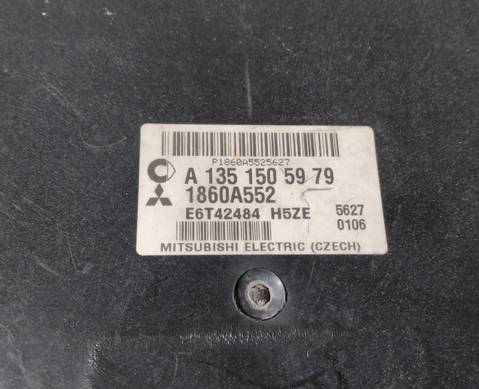 P1860A5525627
A 135 150 59 79
1860A552
E6T42484 H5ZE 5627
0106
MITSUBISHI ELECTRIC (CZECH)